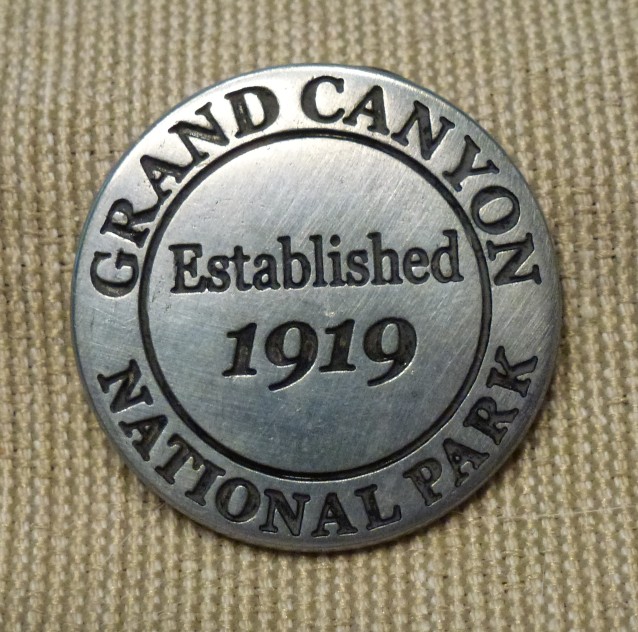 GRAND CANYON
Established
1919
NATIONAL PARK